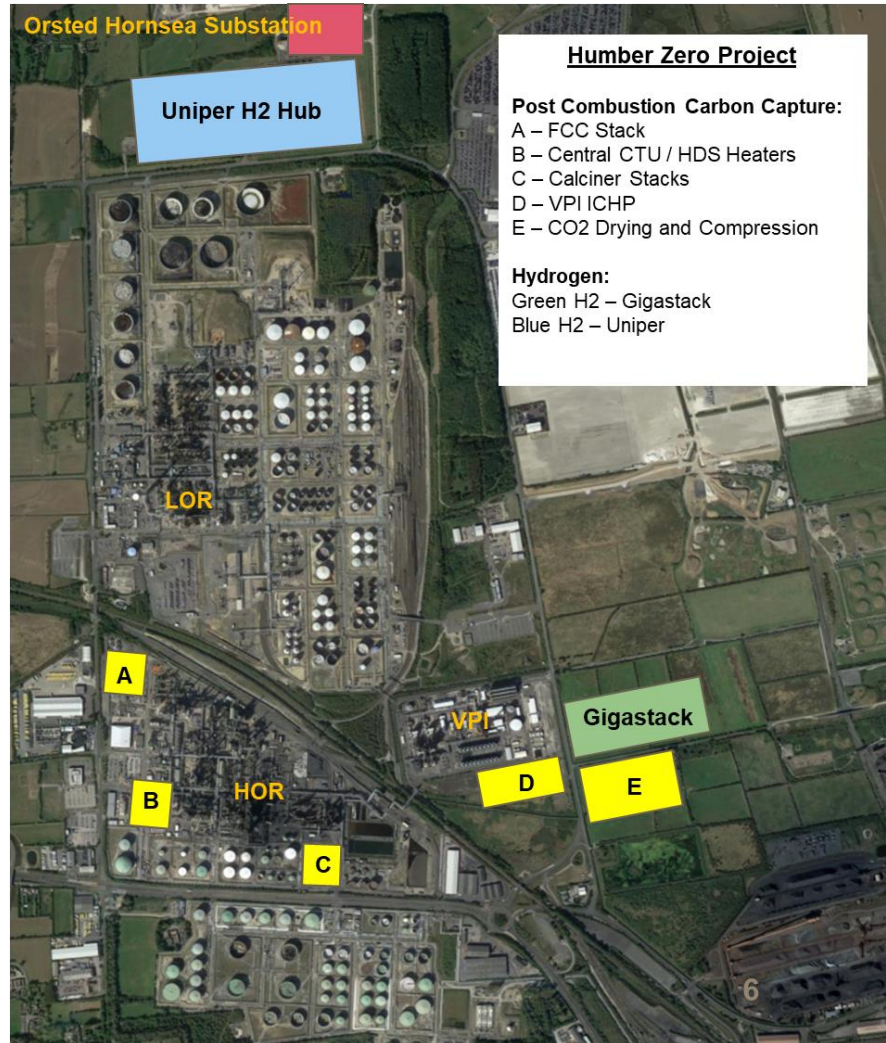 Orsted Hornsea Substation
Uniper H2 Hub
Humber Zero Project
Post Combustion Carbon Capture:
A – FCC Stack
B – Central CTU / HDS Heaters
C – Calciner Stacks
D – VPI ICHP
E – CO2 Drying and Compression
Hydrogen:
Green H2 – Gigastack
Blue H2 – Uniper
LOR
A
VPI
Gigastack
D
E
B
HOR
C
6